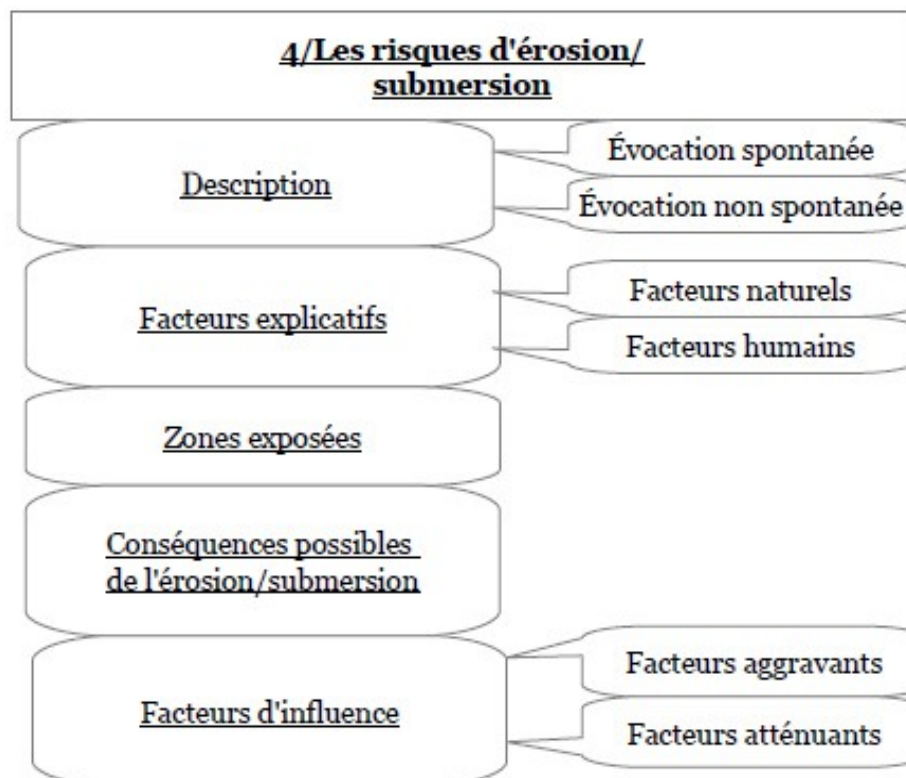 4/Les risques d'érosion/
submersion
Description
Évocation spontanée
Évocation non spontanée
Facteurs explicatifs
Facteurs naturels
Facteurs humains
Zones exposées
Conséquences possibles
de l'érosion/submersion
Facteurs d'influence
Facteurs aggravants
Facteurs atténuants